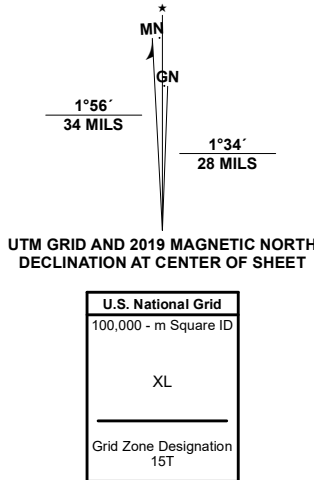 ★
MN
GN
1°56´
34 MILS
1°34´
28 MILS
UTM GRID AND 2019 MAGNETIC NORTH
DECLINATION AT CENTER OF SHEET
U.S. National Grid
100,000 - m Square ID
XL
Grid Zone Designation
15T